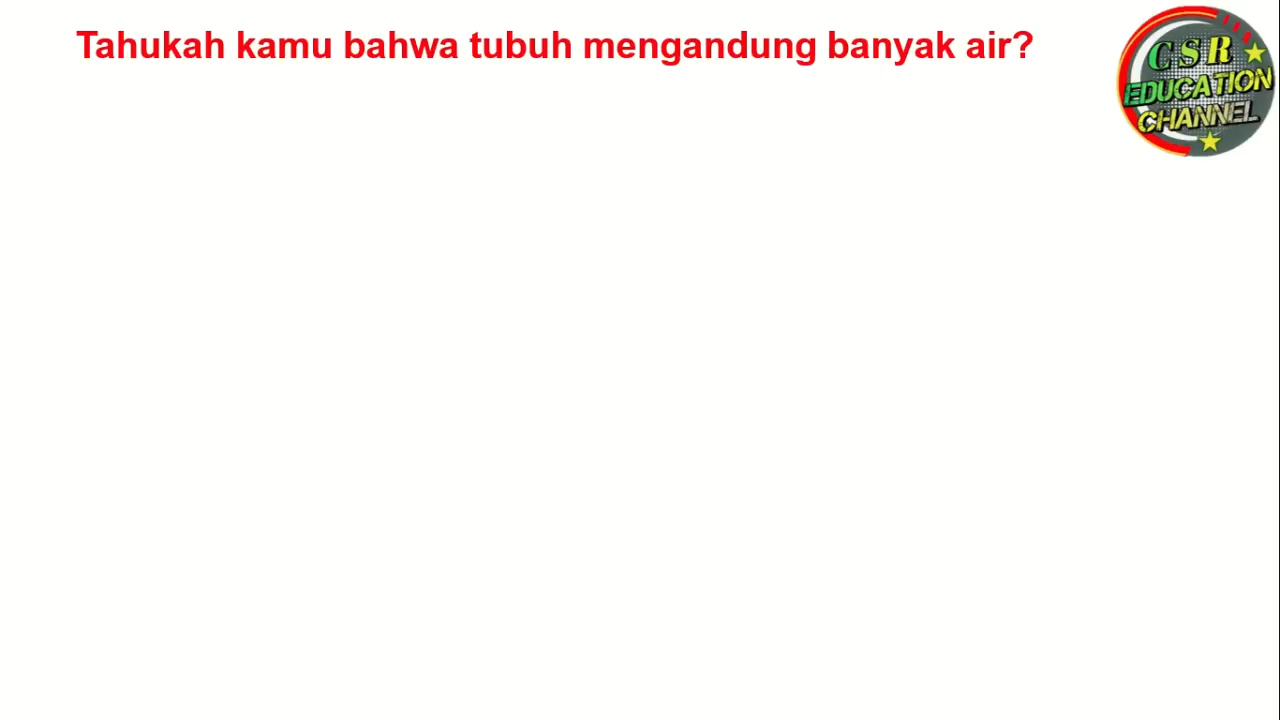 Tahukah kamu bahwa tubuh mengandung banyak air?
CSR
EDUCATION
CHANNEL